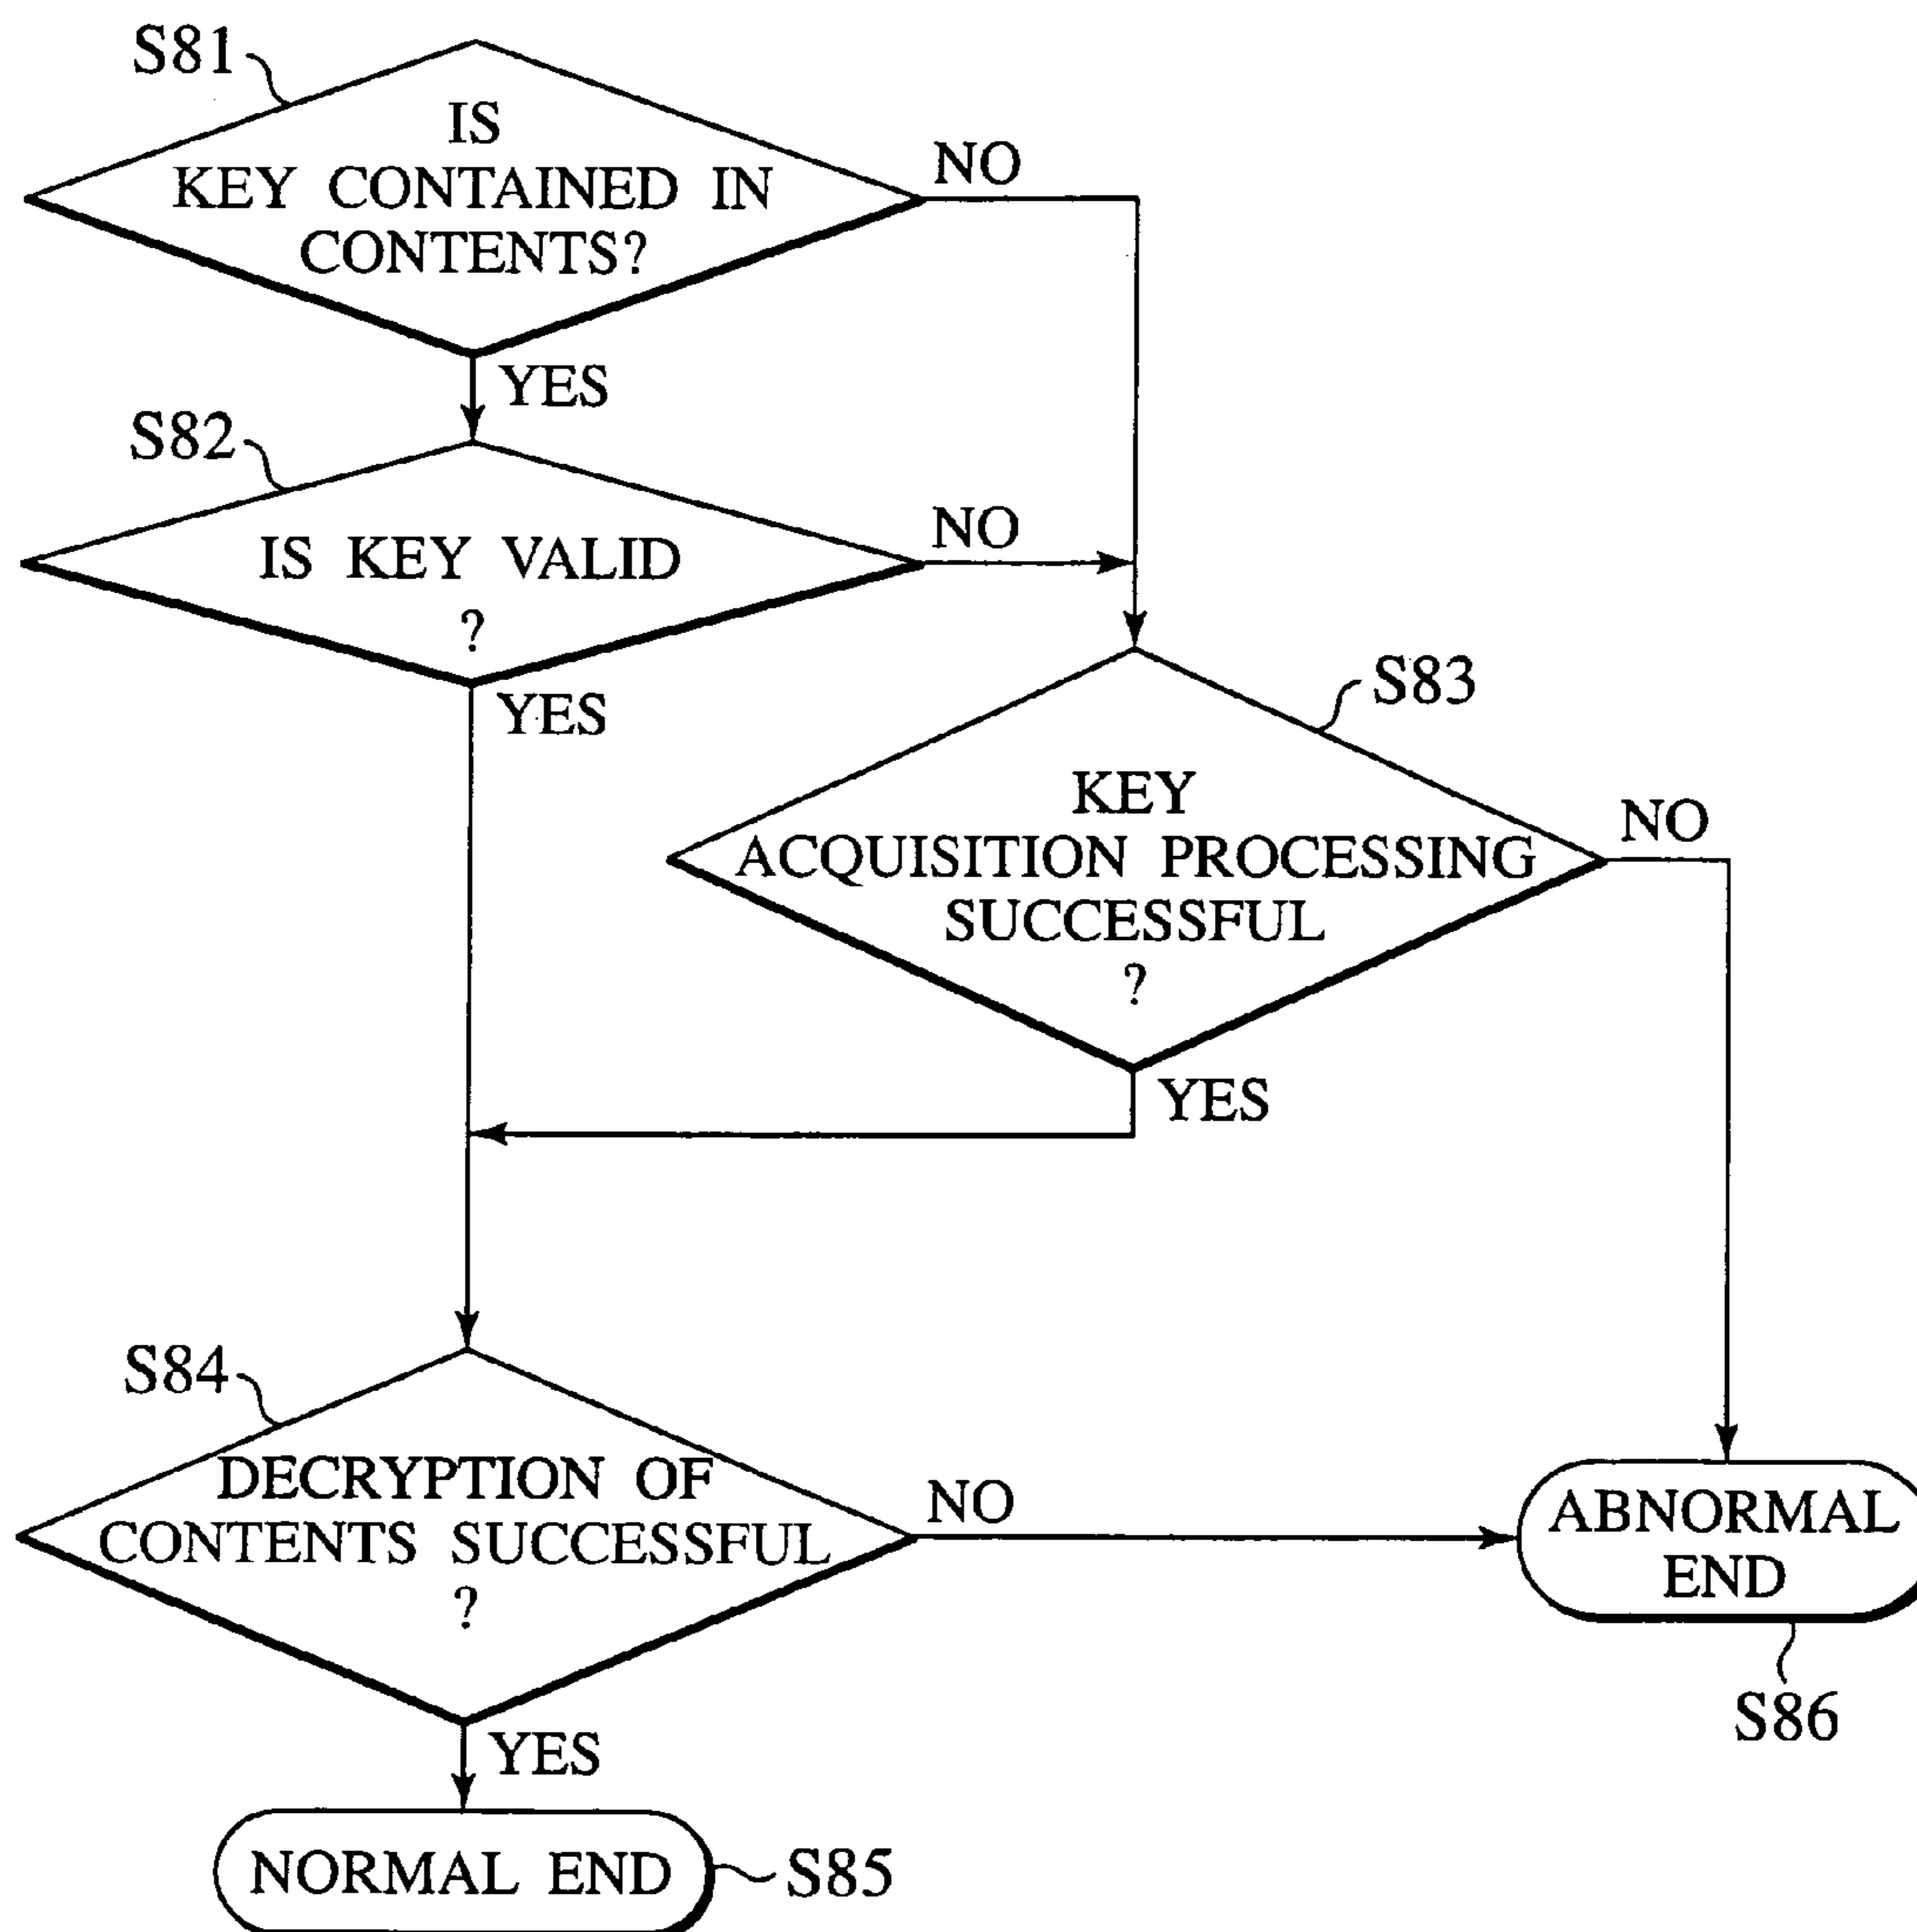 S81
IS
KEY CONTAINED IN
CONTENTS?
NO
YES
S82
IS KEY VALID
?
NO
YES
S83
KEY
ACQUISITION PROCESSING
SUCCESSFUL
?
NO
YES
S84
DECRYPTION OF
CONTENTS SUCCESSFUL
?
NO
ABNORMAL
END
S86
YES
NORMAL END
S85